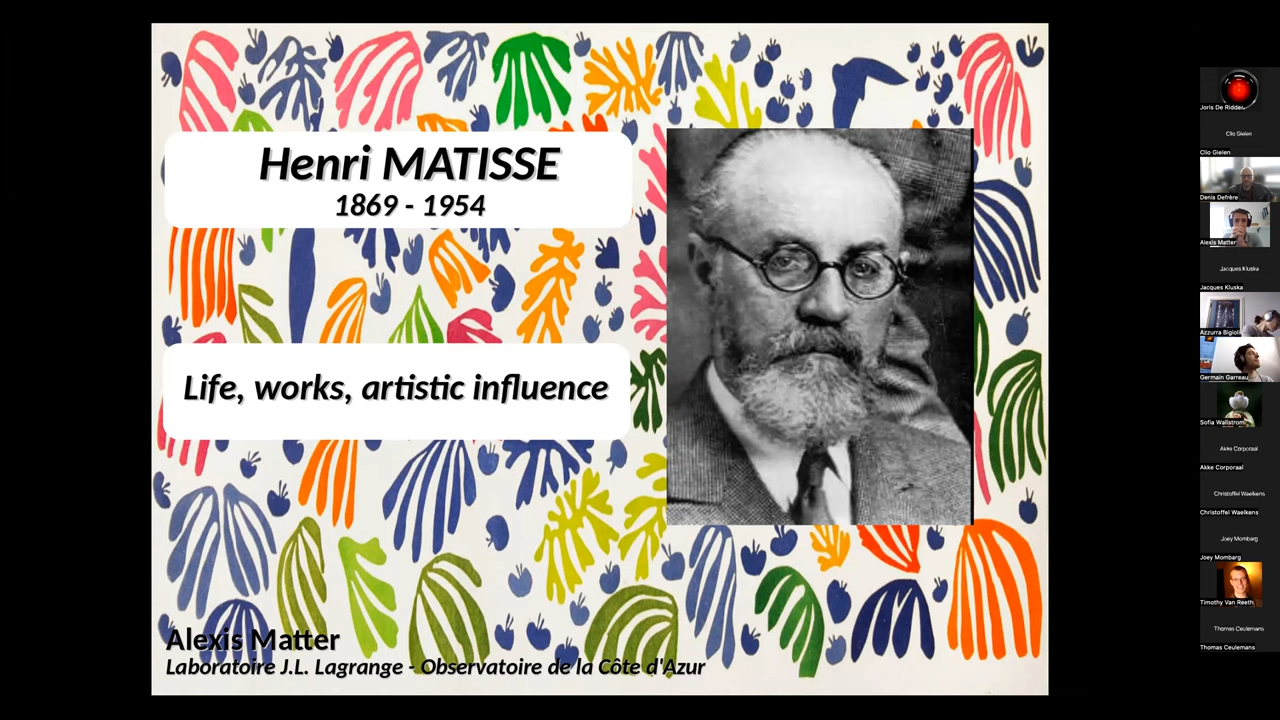 Henri MATISSE
1869 - 1954
Life, works, artistic influence
Alexis Matter
Laboratoire J.L. Lagrange - Observatoire de la Côte d'Azur
Joris De Ridder
Clio Gielen
Clio Gielen
Denis Defrère
Alexis Matter
Jacques Kluska
Jacques Kluska
Azzurra Bigioli
Germain Garreau
Sofia Wallstrom
Akke Corporaal
Akke Corporaal
Christoffel Waelkens
Christoffel Waelkens
Joey Mombarg
Joey Mombarg
Timothy Van Reeth
Thomas Ceulemans
Thomas Ceulemans